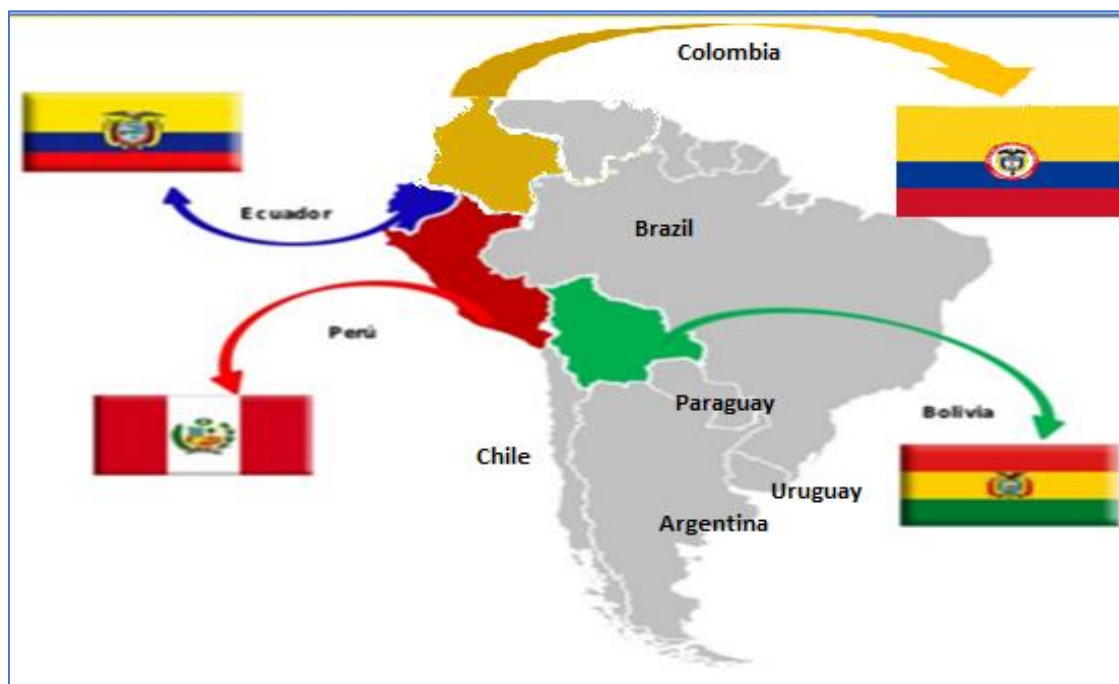 Colombia
Ecuador
Brazil
Perú
Paraguay
Bolivia
Chile
Uruguay
Argentina